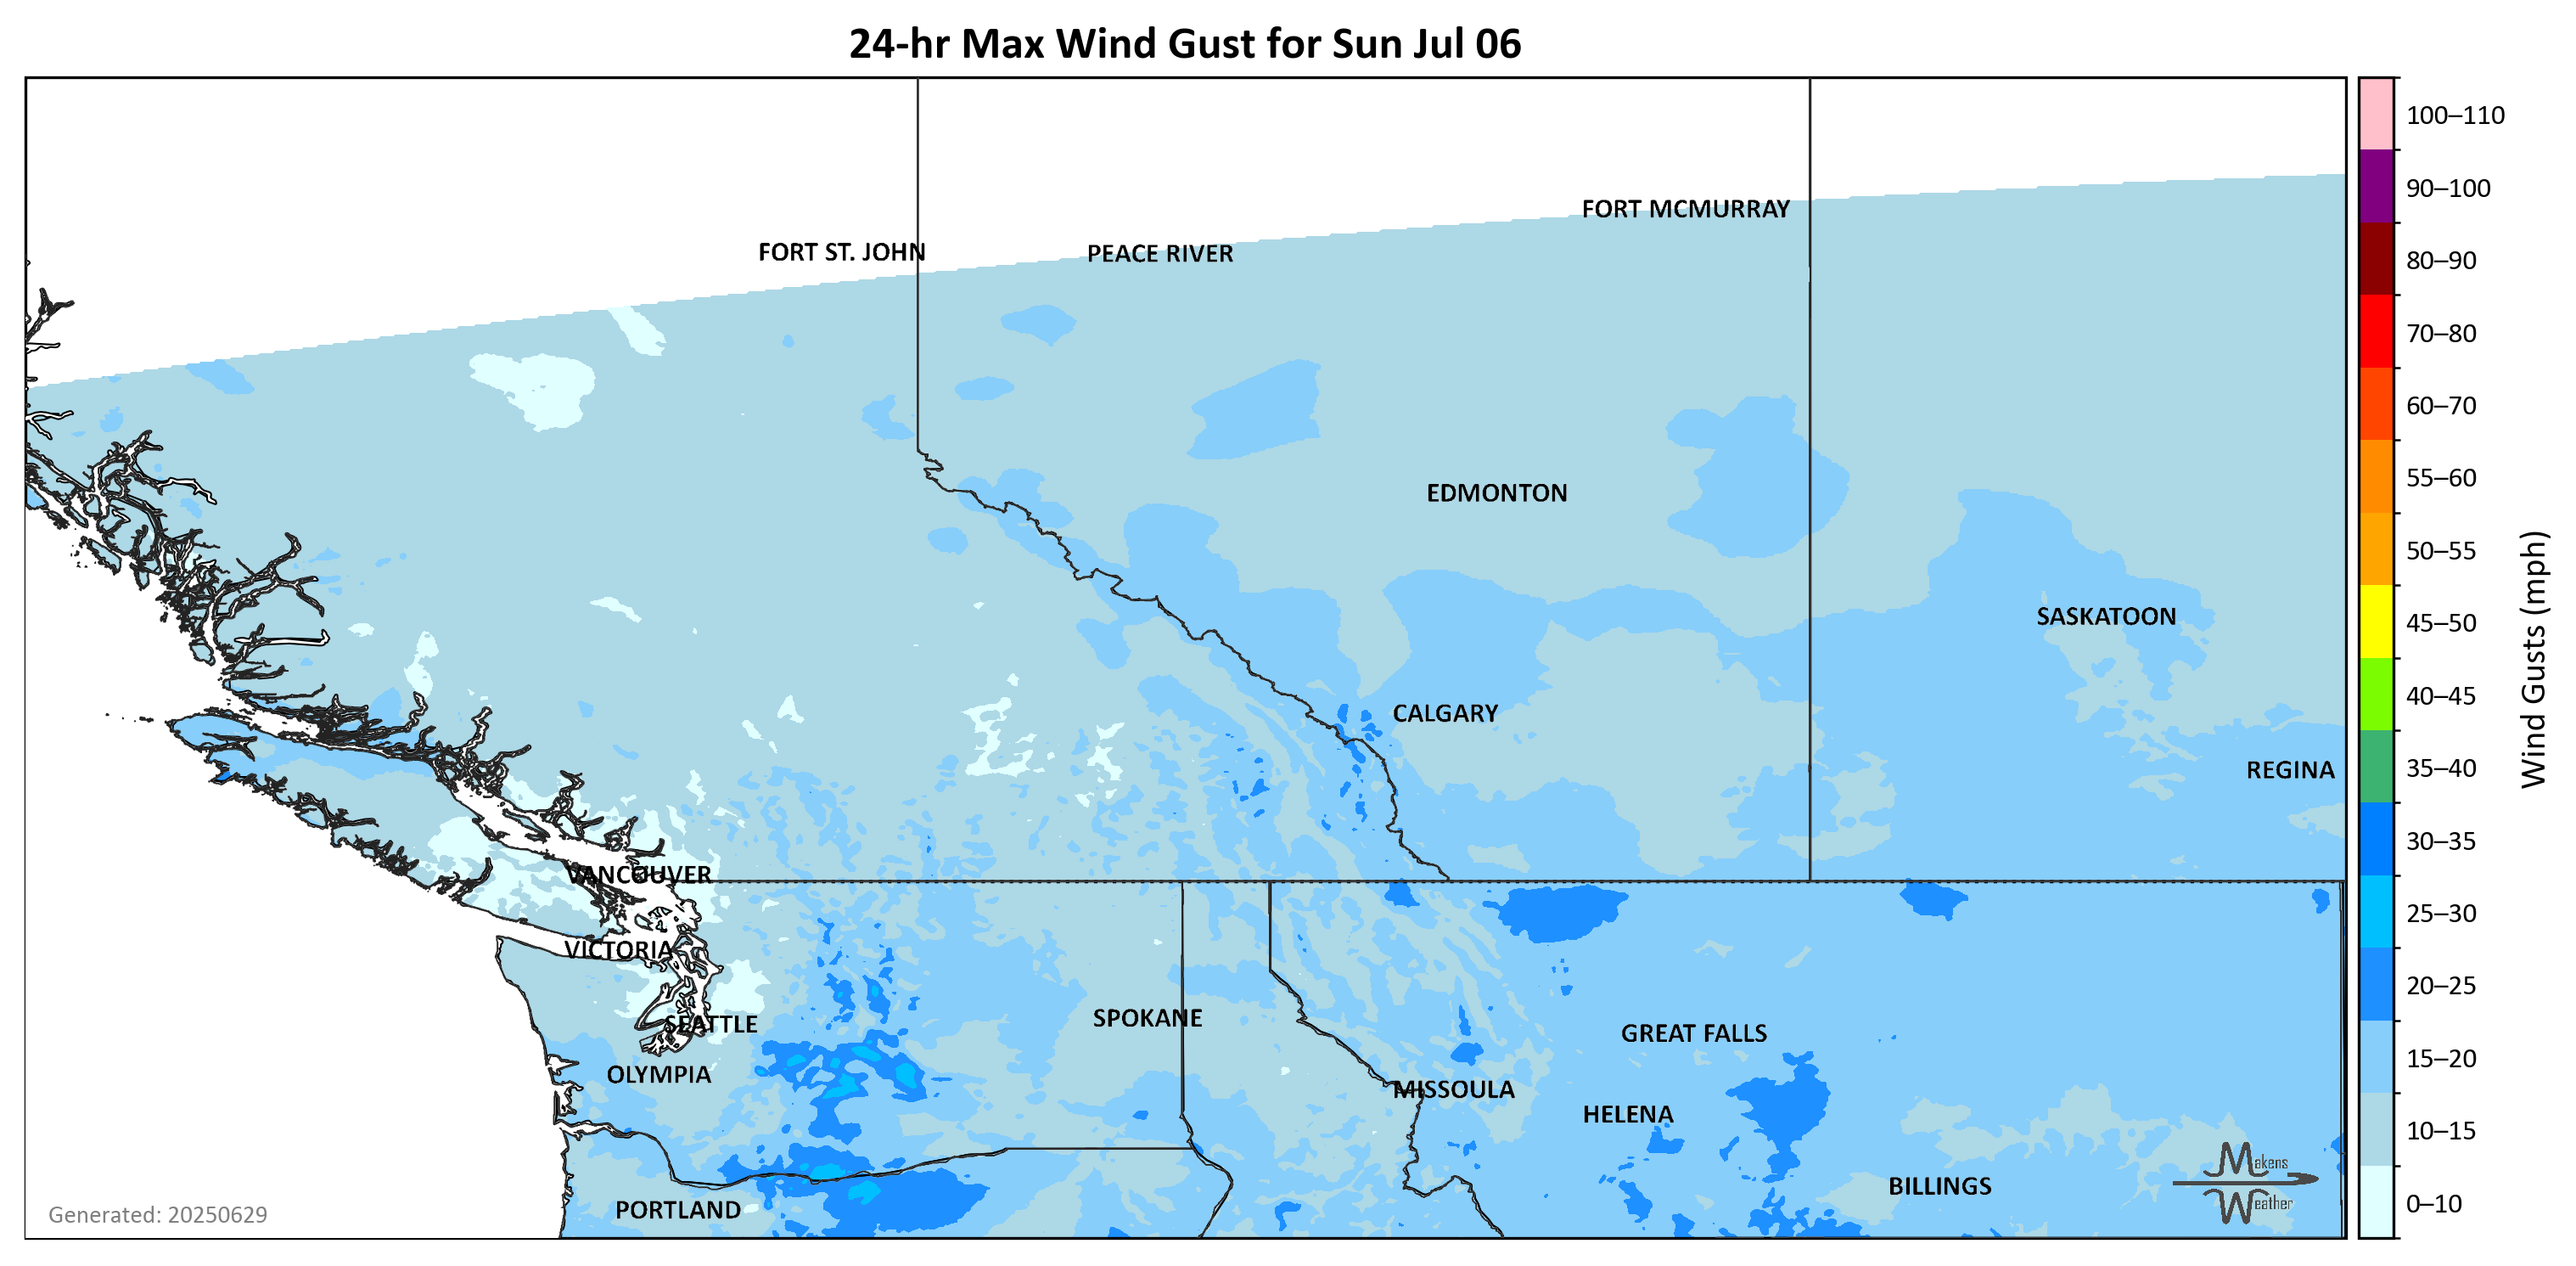 24-hr Max Wind Gust for Sun Jul 06
100–110
90–100
80–90
70–80
60–70
55–60
50–55
45–50
40–45
35–40
30–35
25–30
20–25
15–20
10–15
0–10
Wind Gusts (mph)
FORT MCMURRAY
FORT ST. JOHN
PEACE RIVER
EDMONTON
SASKATOON
CALGARY
REGINA
VANCOUVER
VICTORIA
SEATTLE
SPOKANE
GREAT FALLS
OLYMPIA
MISSOULA
HELENA
BILLINGS
PORTLAND
Makens
Weather
Generated: 20250629